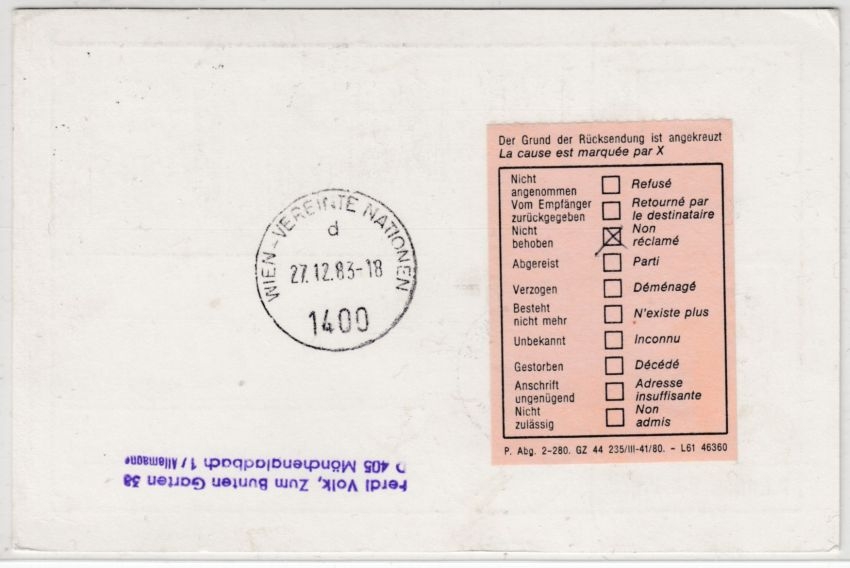 WIEN-VEREINTE NATIONEN
d
27.12.83-18
1400
Der Grund der Rücksendung ist angekreuzt
La cause est marquée par X
Nicht angenommen Refusé
Vom Empfänger zurückgegeben Retourné par le destinataire
Nicht behoben Non réclamé
Abgereist Parti
Verzogen Déménagé
Besteht nicht mehr N'existe plus
Unbekannt Inconnu
Gestorben Décédé
Anschrift ungenügend Adresse insuffisante
Nicht zulässig Non admis
P. Abg. 2-280. GZ 44 235/III-41/80. - L61 46360
Ferdi Volk, Zum Bunten Garten 38
D 405 Mönchengladbach 1 / Allemagne